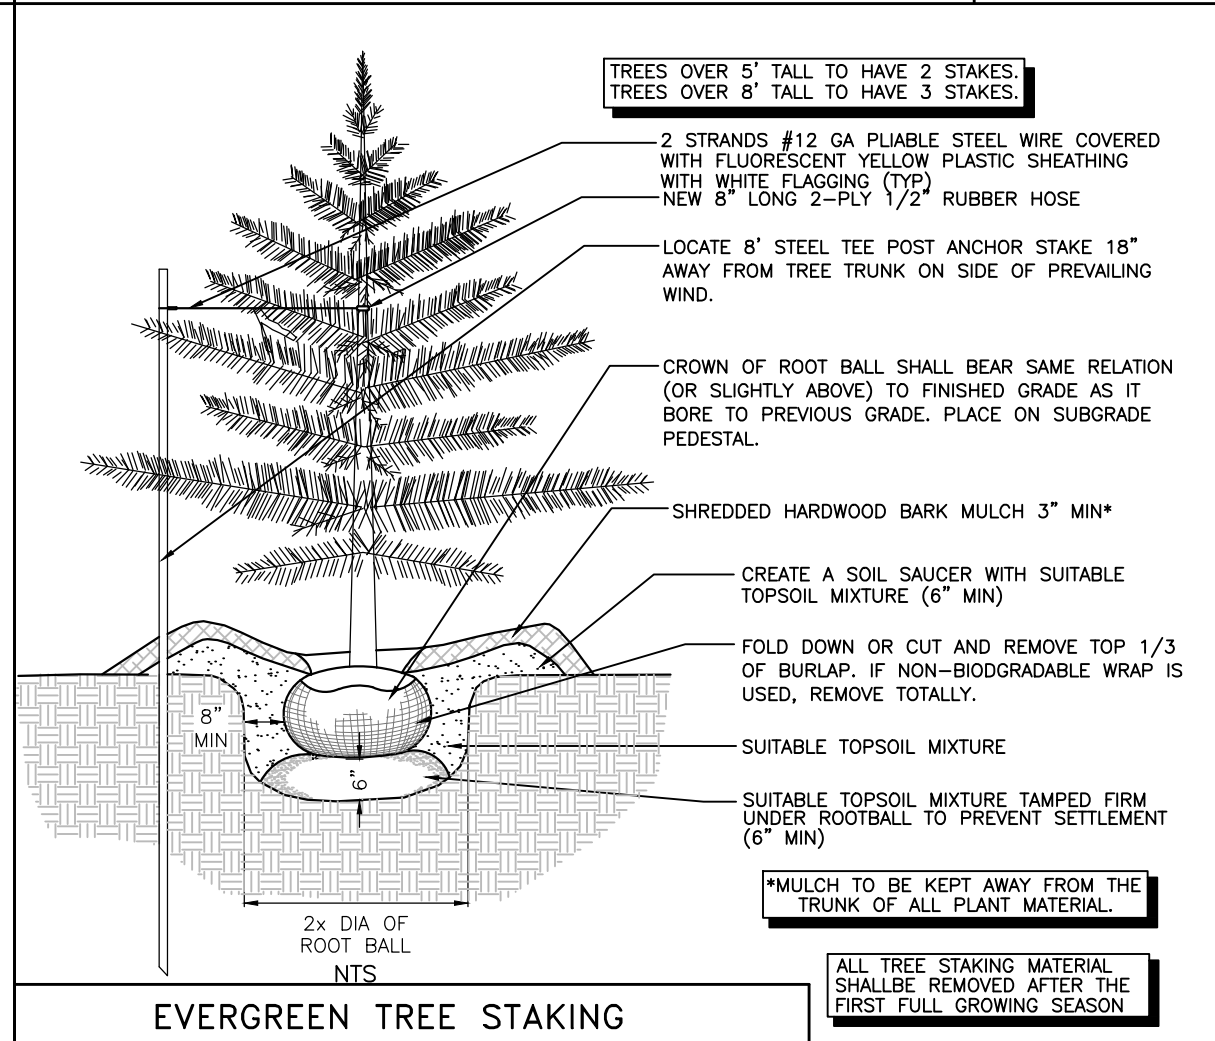 TREES OVER 5' TALL TO HAVE 2 STAKES.
TREES OVER 8' TALL TO HAVE 3 STAKES.
2 STRANDS #12 GA PLIABLE STEEL WIRE COVERED
WITH FLUORESCENT YELLOW PLASTIC SHEATHING
WITH WHITE FLAGGING (TYP)
NEW 8" LONG 2-PLY 1/2" RUBBER HOSE
LOCATE 8' STEEL TEE POST ANCHOR STAKE 18"
AWAY FROM TREE TRUNK ON SIDE OF PREVAILING
WIND.
CROWN OF ROOT BALL SHALL BEAR SAME RELATION
(OR SLIGHTLY ABOVE) TO FINISHED GRADE AS IT
BORE TO PREVIOUS GRADE. PLACE ON SUBGRADE
PEDESTAL.
SHREDDED HARDWOOD BARK MULCH 3" MIN*
CREATE A SOIL SAUCER WITH SUITABLE
TOPSOIL MIXTURE (6" MIN)
FOLD DOWN OR CUT AND REMOVE TOP 1/3
OF BURLAP. IF NON-BIODGRADABLE WRAP IS
USED, REMOVE TOTALLY.
8"
MIN
SUITABLE TOPSOIL MIXTURE
6"
SUITABLE TOPSOIL MIXTURE TAMPED FIRM
UNDER ROOTBALL TO PREVENT SETTLEMENT
(6" MIN)
*MULCH TO BE KEPT AWAY FROM THE
TRUNK OF ALL PLANT MATERIAL.
2x DIA OF
ROOT BALL
NTS
ALL TREE STAKING MATERIAL
SHALLBE REMOVED AFTER THE
FIRST FULL GROWING SEASON
EVERGREEN TREE STAKING